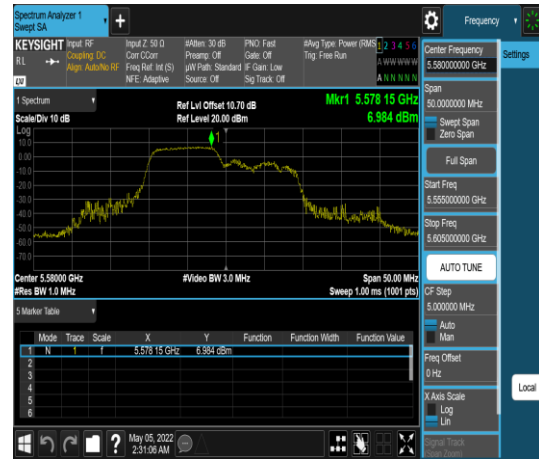 Spectrum Analyzer 1
Swept SA
+
Frequency
KEYSIGHT
RL
Input: RF
Coupling: DC
Align: Auto/No RF
Input Z: 50 Ω
Corr CCorr
Freq Ref: Int (S)
NFE: Adaptive
#Atten: 30 dB
Preamp: Off
µW Path: Standard
Source: Off
PNO: Fast
Gate: Off
IF Gain: Low
Sig Track: Off
#Avg Type: Power (RMS
Trig: Free Run
1 2 3 4 5 6
A W W W W W
A N N N N N
LXI
1 Spectrum
Scale/Div 10 dB
Ref Lvl Offset 10.70 dB
Ref Level 20.00 dBm
Mkr1 5.578 15 GHz
6.984 dBm
Log
10.0
0.00
-10.0
-20.0
-30.0
-40.0
-50.0
-60.0
-70.0
1
Center 5.58000 GHz
#Res BW 1.0 MHz
#Video BW 3.0 MHz
Span 50.00 MHz
Sweep 1.00 ms (1001 pts)
5 Marker Table
Mode Trace Scale X Y Function Function Width Function Value
1 N 1 f 5.578 15 GHz 6.984 dBm
2
3
4
5
6
?
May 05, 2022
2:31:06 AM
Center Frequency
5.580000000 GHz
Span
50.0000000 MHz
Swept Span
Zero Span
Full Span
Start Freq
5.555000000 GHz
Stop Freq
5.605000000 GHz
AUTO TUNE
CF Step
5.000000 MHz
Auto
Man
Freq Offset
0 Hz
X Axis Scale
Log
Lin
Signal Track
(Span Zoom)
Settings
Local